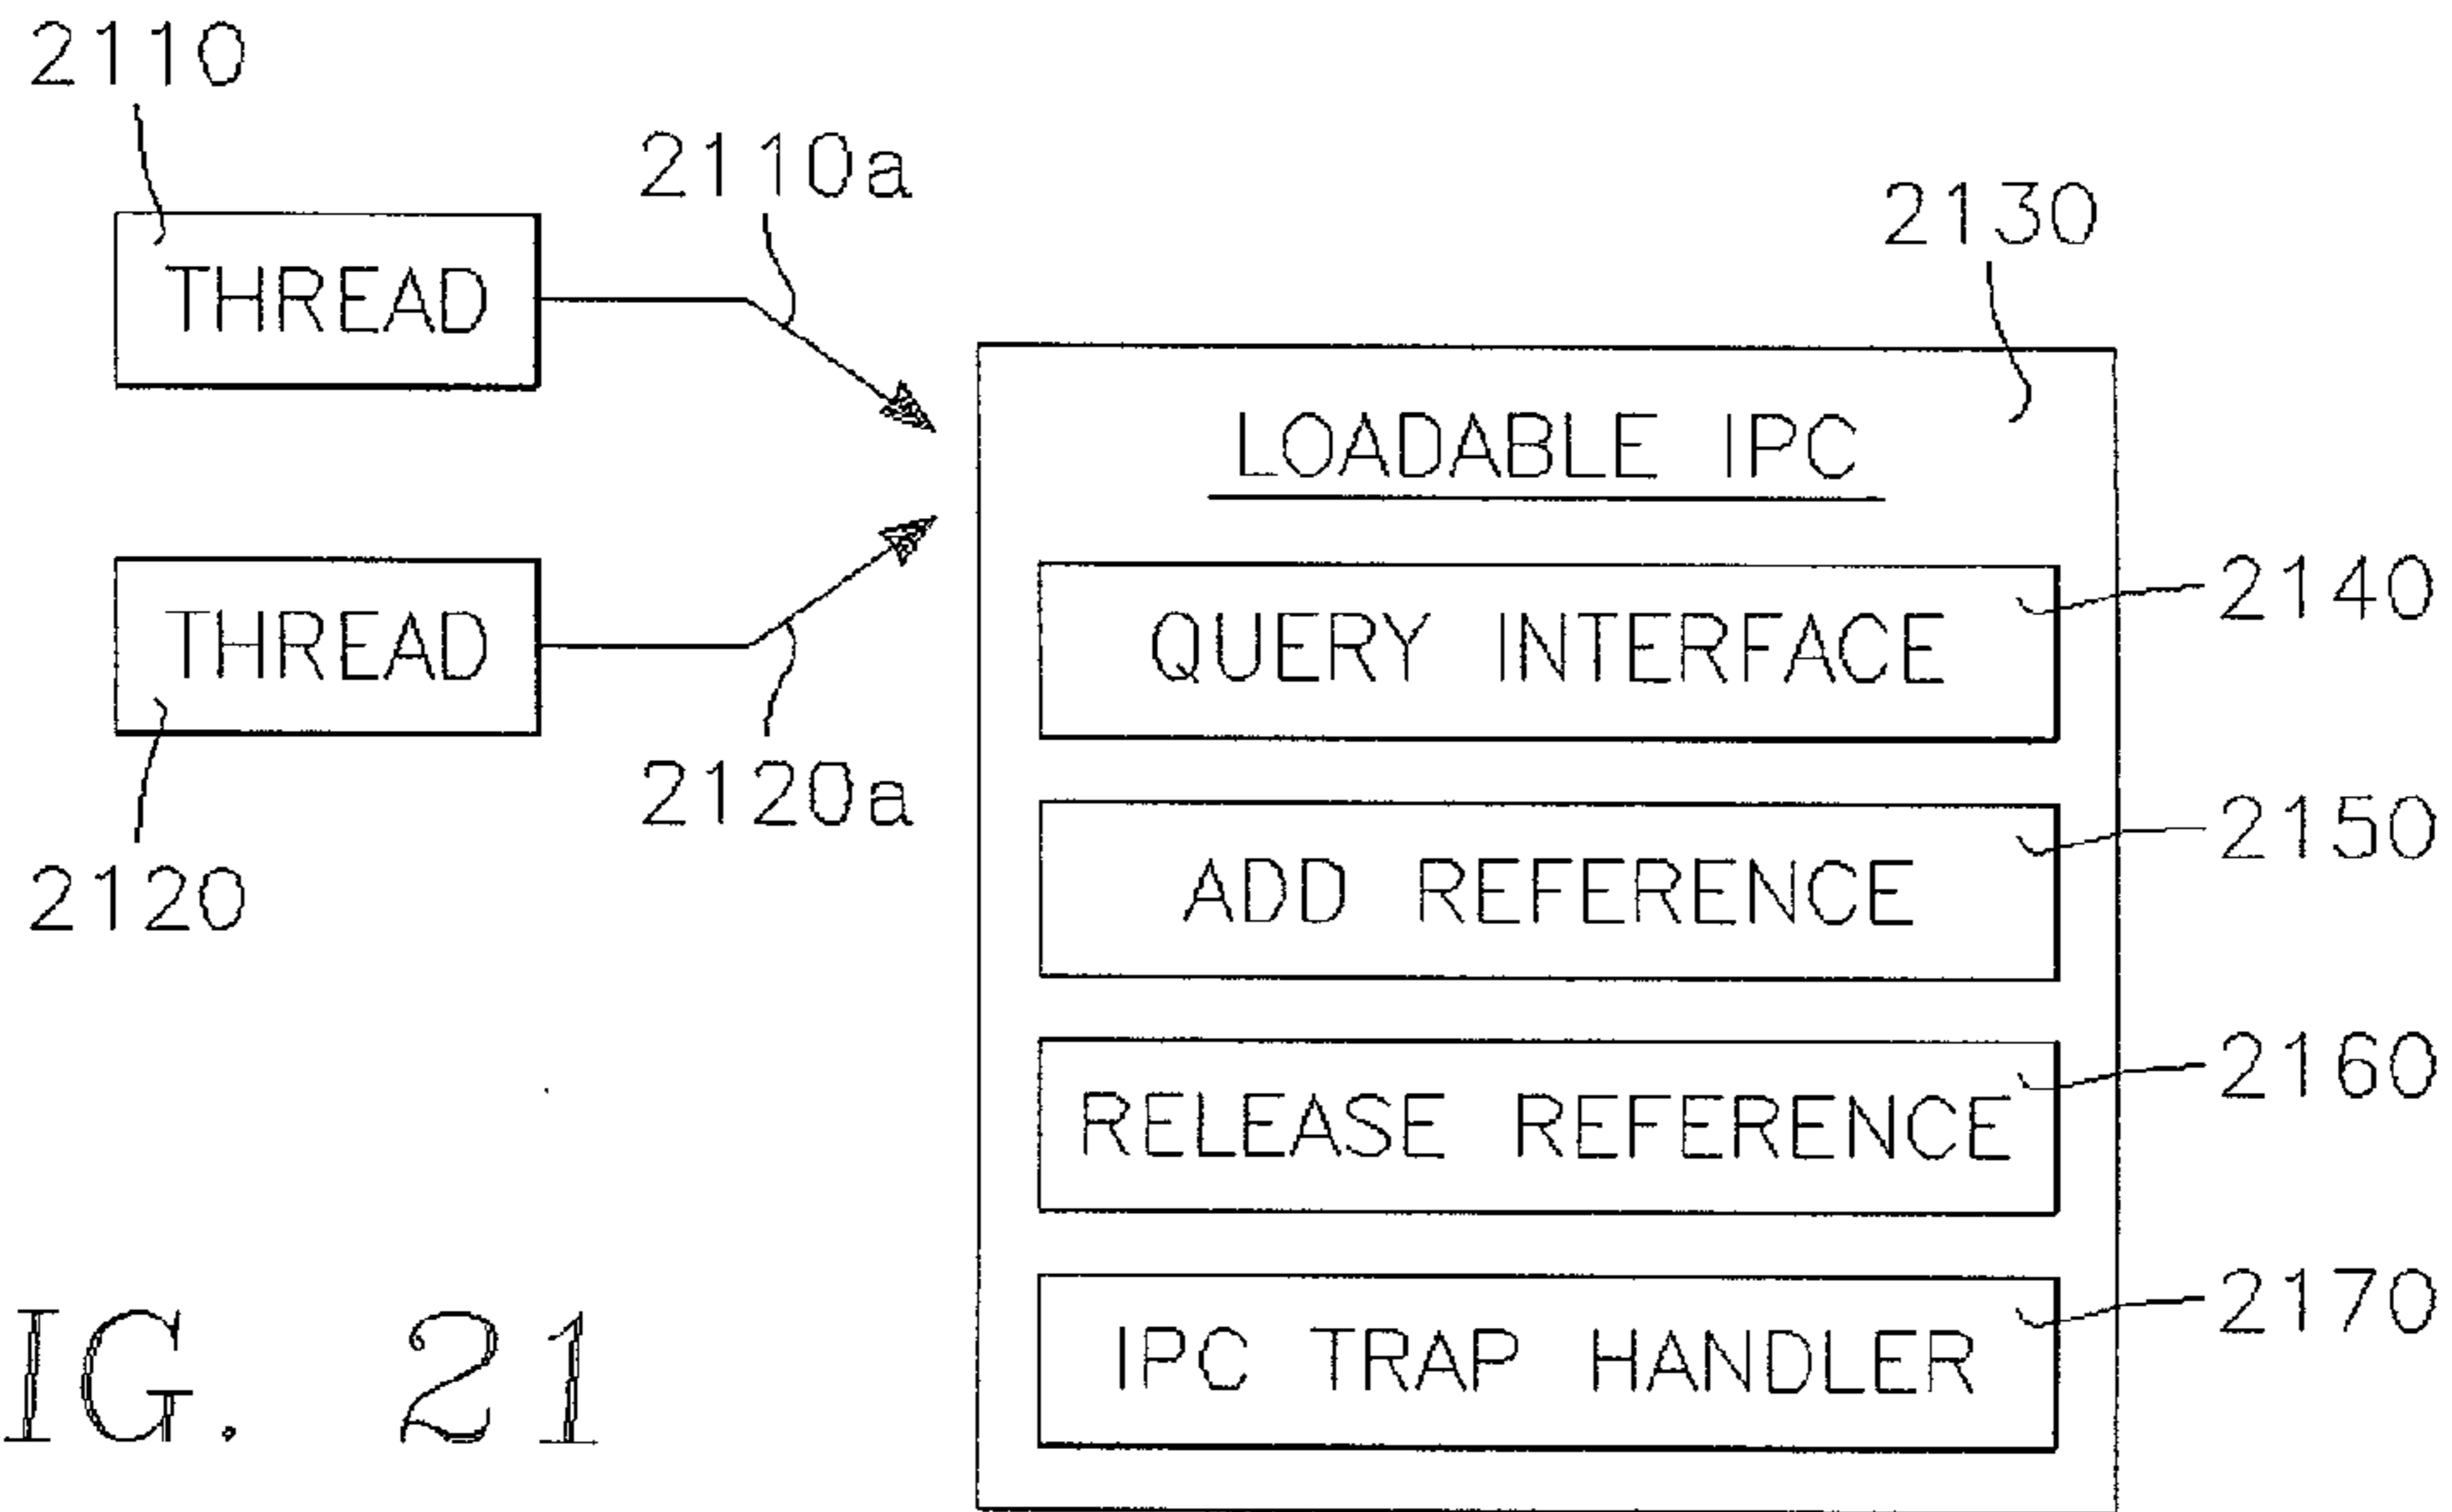 2110
2110a
2130
THREAD
LOADABLE IPC
THREAD
QUERY INTERFACE
2140
2120a
2120
ADD REFERENCE
2150
RELEASE REFERENCE
2160
IPC TRAP HANDLER
2170
IG. 21